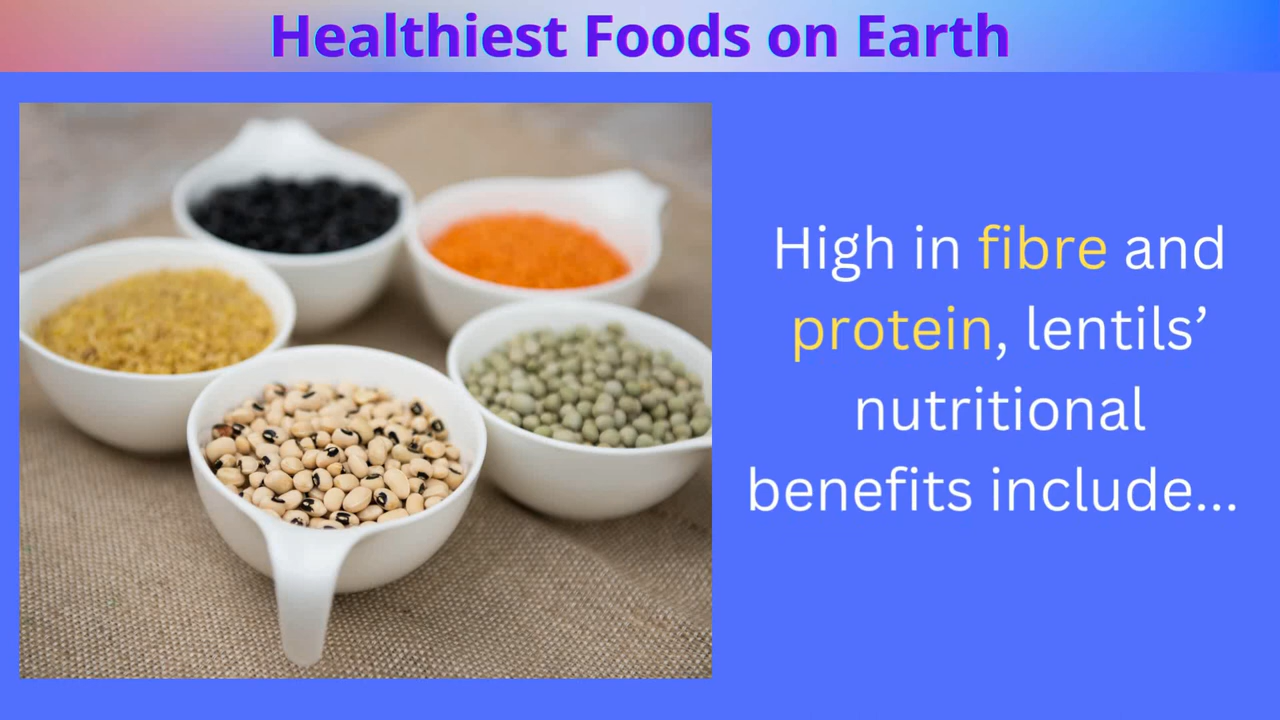 Healthiest Foods on Earth
High in fibre and
protein, lentils’
nutritional
benefits include...